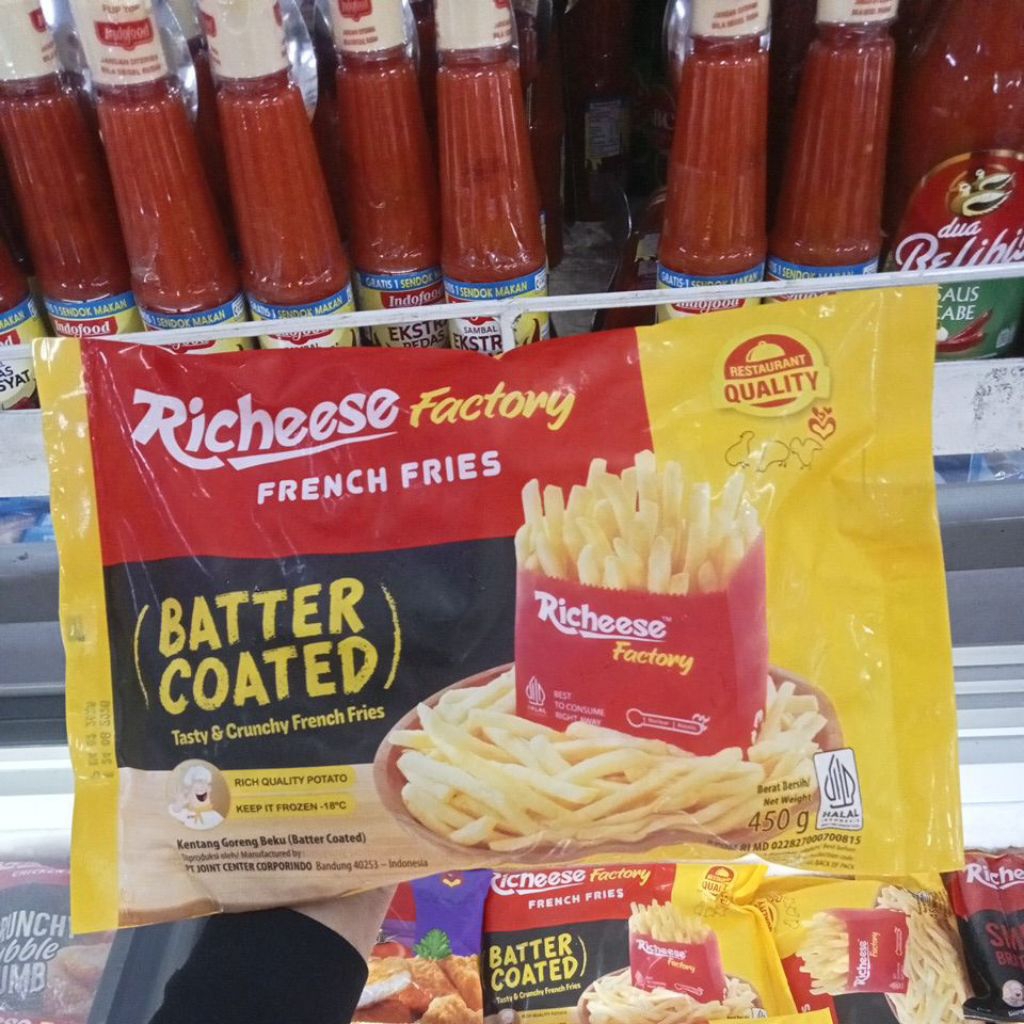 Indofood
GRATIS 1 SENDOK MAKAN
Indofood
SAMBAL
EKSTRA
PEDAS
dua
Belibis
SAUS
CABE
Richeese Factory
FRENCH FRIES
RESTAURANT
QUALITY
(BATTER
COATED)
Tasty & Crunchy French Fries
Richeese
Factory
BEST
TO CONSUME
RIGHT AWAY
RICH QUALITY POTATO
KEEP IT FROZEN -18°C
Kentang Goreng Beku (Batter Coated)
Diproduksi oleh/ Manufactured by :
PT JOINT CENTER CORPORINDO Bandung 40253 – Indonesia
Berat Bersih/
Net Weight
450 g
HALAL
INDONESIA
BPOM RI MD 022827000700815
Richeese Factory
FRENCH FRIES
BATTER
COATED)
Tasty & Crunchy French Fries
Richeese
Factory
Richeese
Factory